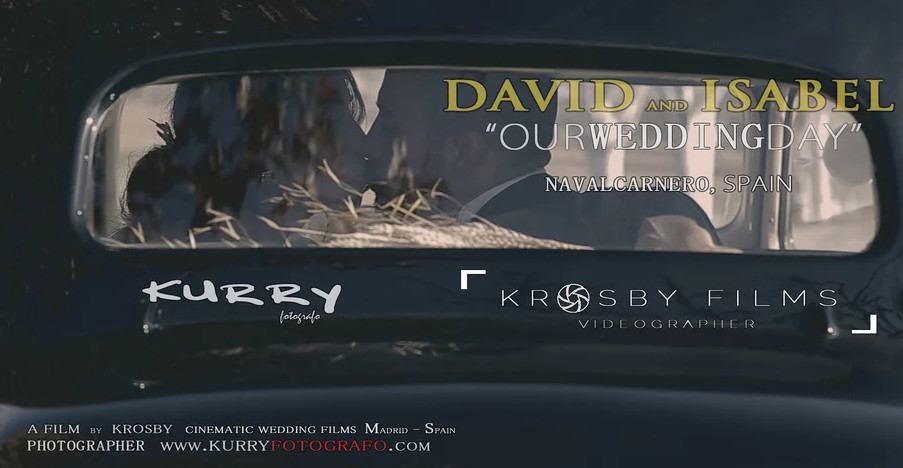 DAVID AND ISABEL
"OURWEDDINGDAY"
NAVALCARNERO, SPAIN
KURRY
fotografo
KROSBY FILMS
VIDEOGRAPHER
A FILM BY KROSBY CINEMATIC WEDDING FILMS MADRID - SPAIN
PHOTOGRAPHER WWW.KURRYFOTOGRAFO.COM